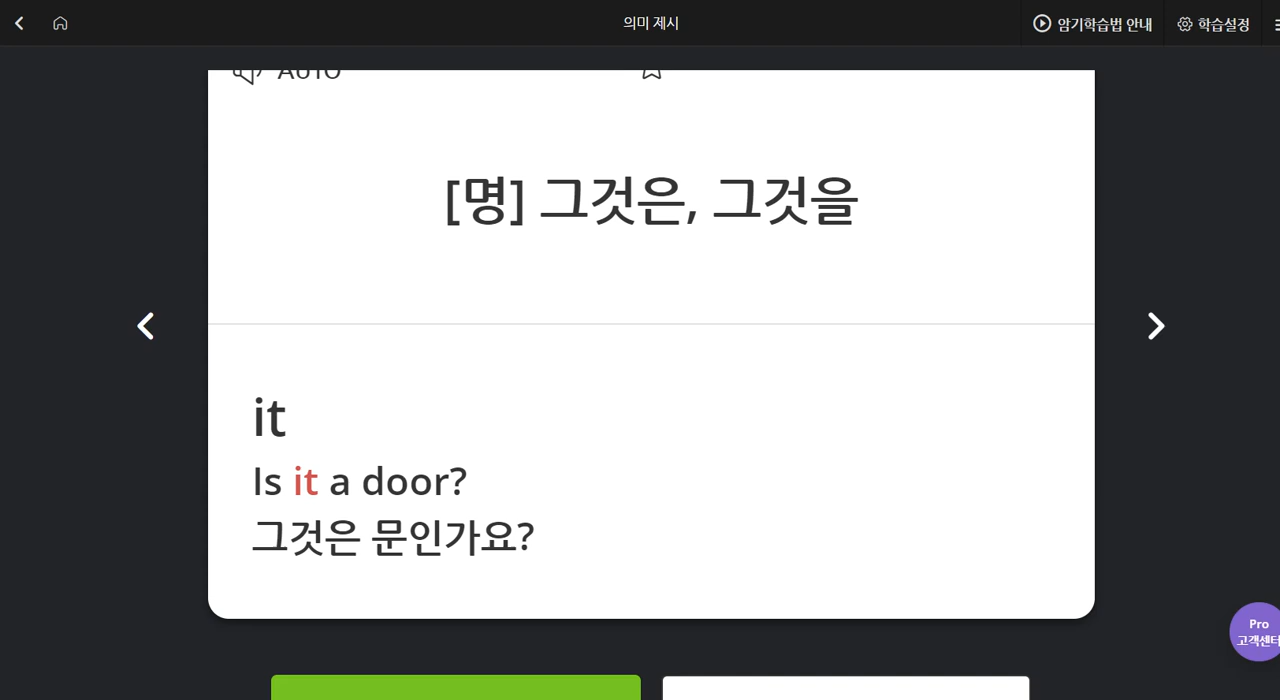 의미 제시
암기학습법 안내
학습설정
AUTO
[명] 그것은, 그것을
it
Is it a door?
그것은 문인가요?
Pro
고객센터